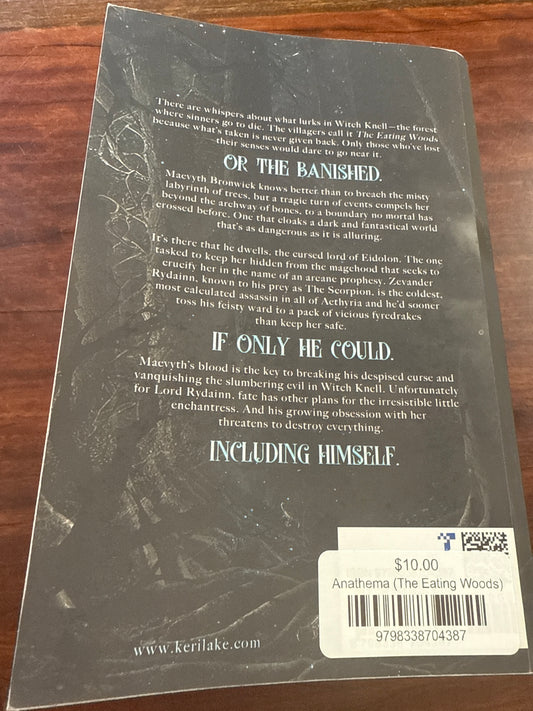 There are whispers about what lurks in Witch Knell—the forest
where sinners go to die. The villagers call it The Eating Woods
because what's taken is never given back. Only those who've lost
their senses would dare to go near it.
OR THE BANISHED.
Maevyth Bronwick knows better than to breach the misty
labyrinth of trees, but a tragic turn of events compels her
beyond the archway of bones, to a boundary no mortal has
crossed before. One that cloaks a dark and fantastical world
that's as dangerous as it is alluring.
It's there that he dwells, the cursed lord of Eidolon. The one
tasked to keep her hidden from the magehood that seeks to
crucify her in the name of an arcane prophesy. Zevander
Rydainn, known to his prey as The Scorpion, is the coldest,
most calculated assassin in all of Aethyria and he'd sooner
toss his feisty ward to a pack of vicious fyredrakes
than keep her safe.
IF ONLY HE COULD.
Maevyth's blood is the key to breaking his despised curse and
vanquishing the slumbering evil in Witch Knell. Unfortunately
for Lord Rydainn, fate has other plans for the irresistible little
enchantress. And his growing obsession with her
threatens to destroy everything.
INCLUDING HIMSELF.
$10.00
Anathema (The Eating Woods)
9798338704387
www.kerilake.com